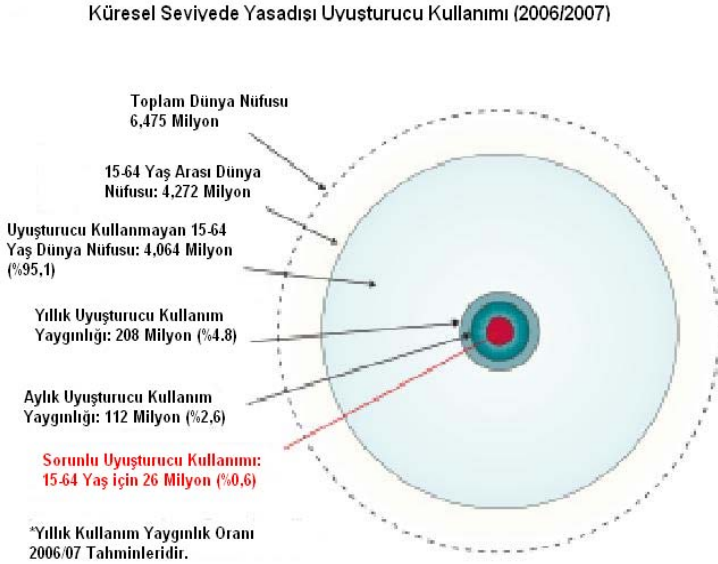 Küresel Seviyede Yasadışı Uyuşturucu Kullanımı (2006/2007)
Toplam Dünya Nüfusu
6,475 Milyon
15-64 Yaş Arası Dünya
Nüfusu: 4,272 Milyon
Uyuşturucu Kullanmayan 15-64
Yaş Dünya Nüfusu: 4,064 Milyon
(%95,1)
Yıllık Uyuşturucu Kullanım
Yaygınlığı: 208 Milyon (%4.8)
Aylık Uyuşturucu Kullanım
Yaygınlığı: 112 Milyon (%2,6)
Sorunlu Uyuşturucu Kullanımı:
15-64 Yaş için 26 Milyon (%0,6)
*Yıllık Kullanım Yaygınlık Oranı
2006/07 Tahminleridir.